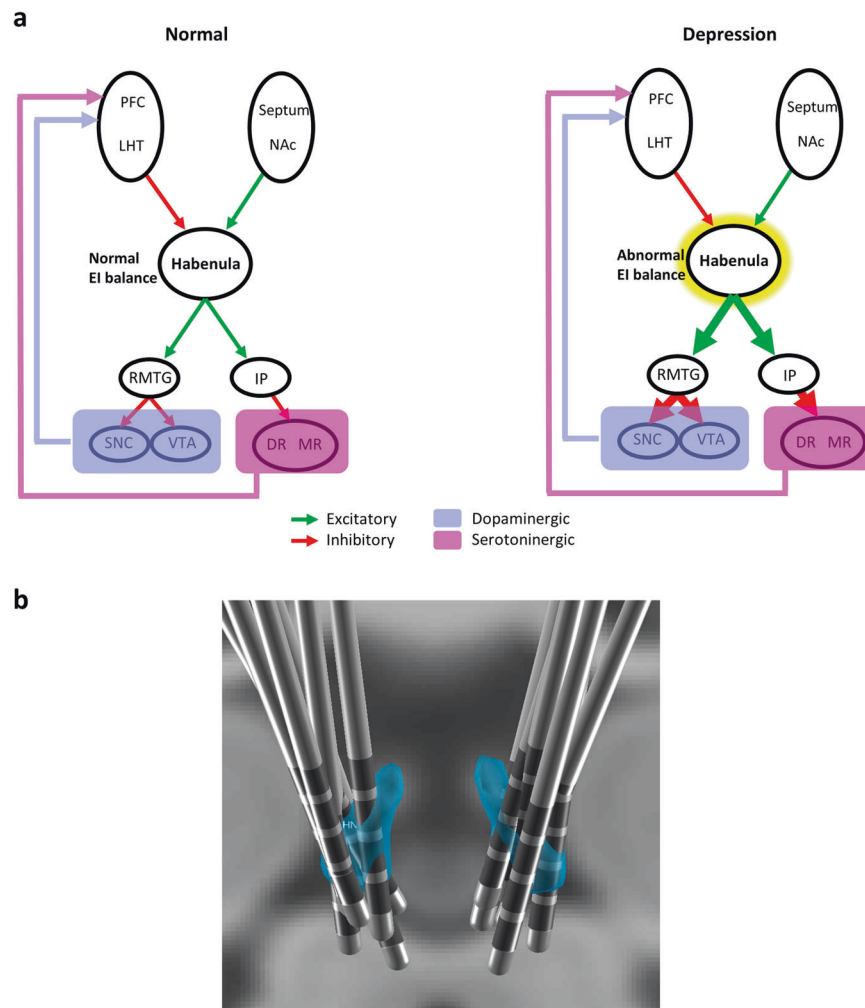 a
Normal
PFC
LHT
Septum
NAc
Normal
EI balance
Habenula
RMTG
IP
SNC
VTA
DR MR
Depression
PFC
LHT
Septum
NAc
Abnormal
EI balance
Habenula
RMTG
IP
SNC
VTA
DR MR
Excitatory
Inhibitory
Dopaminergic
Serotoninergic
b
HN